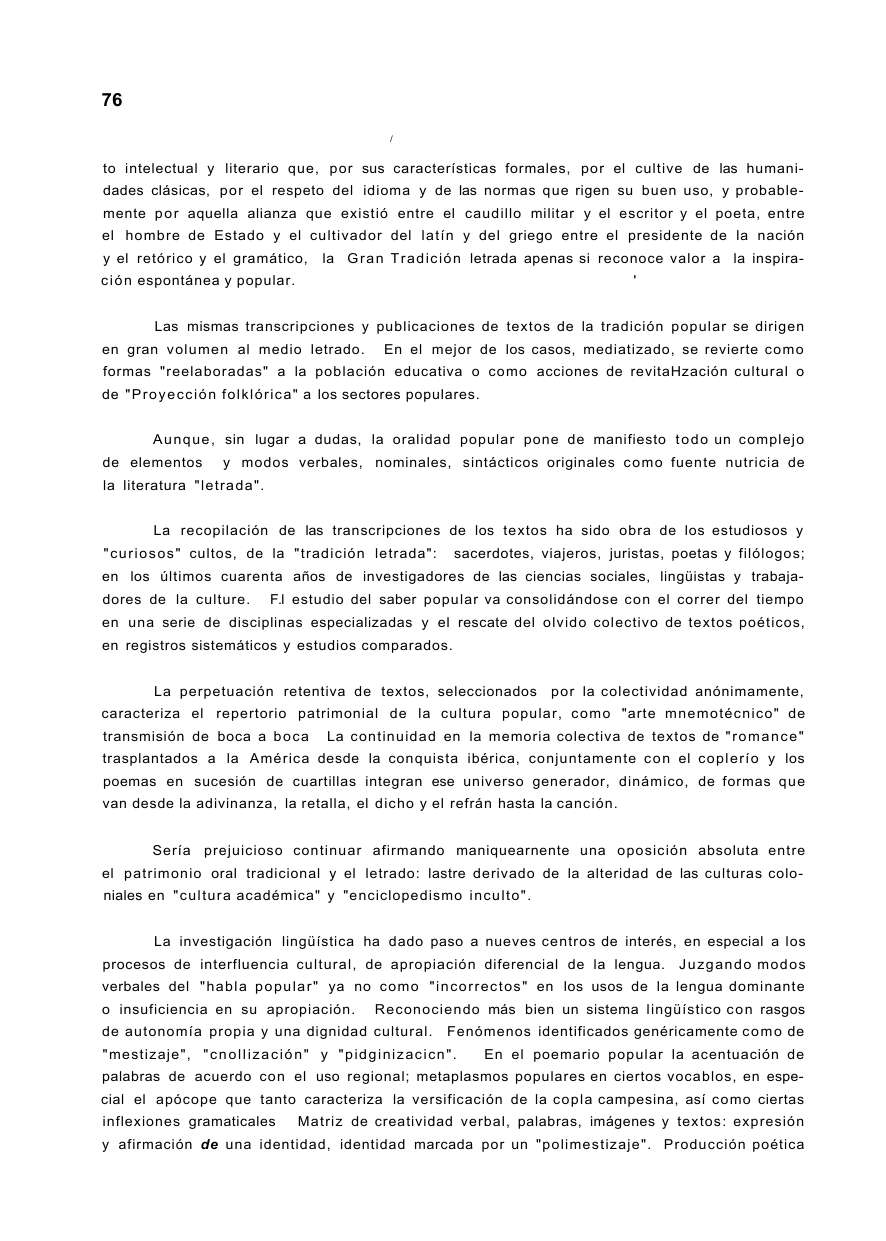 76
/
to intelectual y literario que, por sus características formales, por el cultive de las humani-
dades clásicas, por el respeto del idioma y de las normas que rigen su buen uso, y probable-
mente por aquella alianza que existió entre el caudillo militar y el escritor y el poeta, entre
el hombre de Estado y el cultivador del latín y del griego entre el presidente de la nación
y el retórico y el gramático, la Gran Tradición letrada apenas si reconoce valor a la inspira-
ción espontánea y popular. '
Las mismas transcripciones y publicaciones de textos de la tradición popular se dirigen
en gran volumen al medio letrado. En el mejor de los casos, mediatizado, se revierte como
formas "reelaboradas" a la población educativa o como acciones de revitaHzación cultural o
de "Proyección folklórica" a los sectores populares.
Aunque, sin lugar a dudas, la oralidad popular pone de manifiesto todo un complejo
de elementos y modos verbales, nominales, sintácticos originales como fuente nutricia de
la literatura "letrada".
La recopilación de las transcripciones de los textos ha sido obra de los estudiosos y
"curiosos" cultos, de la "tradición letrada": sacerdotes, viajeros, juristas, poetas y filólogos;
en los últimos cuarenta años de investigadores de las ciencias sociales, lingüistas y trabaja-
dores de la culture. F.l estudio del saber popular va consolidándose con el correr del tiempo
en una serie de disciplinas especializadas y el rescate del olvido colectivo de textos poéticos,
en registros sistemáticos y estudios comparados.
La perpetuación retentiva de textos, seleccionados por la colectividad anónimamente,
caracteriza el repertorio patrimonial de la cultura popular, como "arte mnemotécnico" de
transmisión de boca a boca La continuidad en la memoria colectiva de textos de "romance"
trasplantados a la América desde la conquista ibérica, conjuntamente con el coplerío y los
poemas en sucesión de cuartillas integran ese universo generador, dinámico, de formas que
van desde la adivinanza, la retalla, el dicho y el refrán hasta la canción.
Sería prejuicioso continuar afirmando maniquearnente una oposición absoluta entre
el patrimonio oral tradicional y el letrado: lastre derivado de la alteridad de las culturas colo-
niales en "cultura académica" y "enciclopedismo inculto".
La investigación lingüística ha dado paso a nueves centros de interés, en especial a los
procesos de interfluencia cultural, de apropiación diferencial de la lengua. Juzgando modos
verbales del "habla popular" ya no como "incorrectos" en los usos de la lengua dominante
o insuficiencia en su apropiación. Reconociendo más bien un sistema lingüístico con rasgos
de autonomía propia y una dignidad cultural. Fenómenos identificados genéricamente como de
"mestizaje", "cnollización" y "pidginizacicn". En el poemario popular la acentuación de
palabras de acuerdo con el uso regional; metaplasmos populares en ciertos vocablos, en espe-
cial el apócope que tanto caracteriza la versificación de la copla campesina, así como ciertas
inflexiones gramaticales Matriz de creatividad verbal, palabras, imágenes y textos: expresión
y afirmación de una identidad, identidad marcada por un "polimestizaje". Producción poética